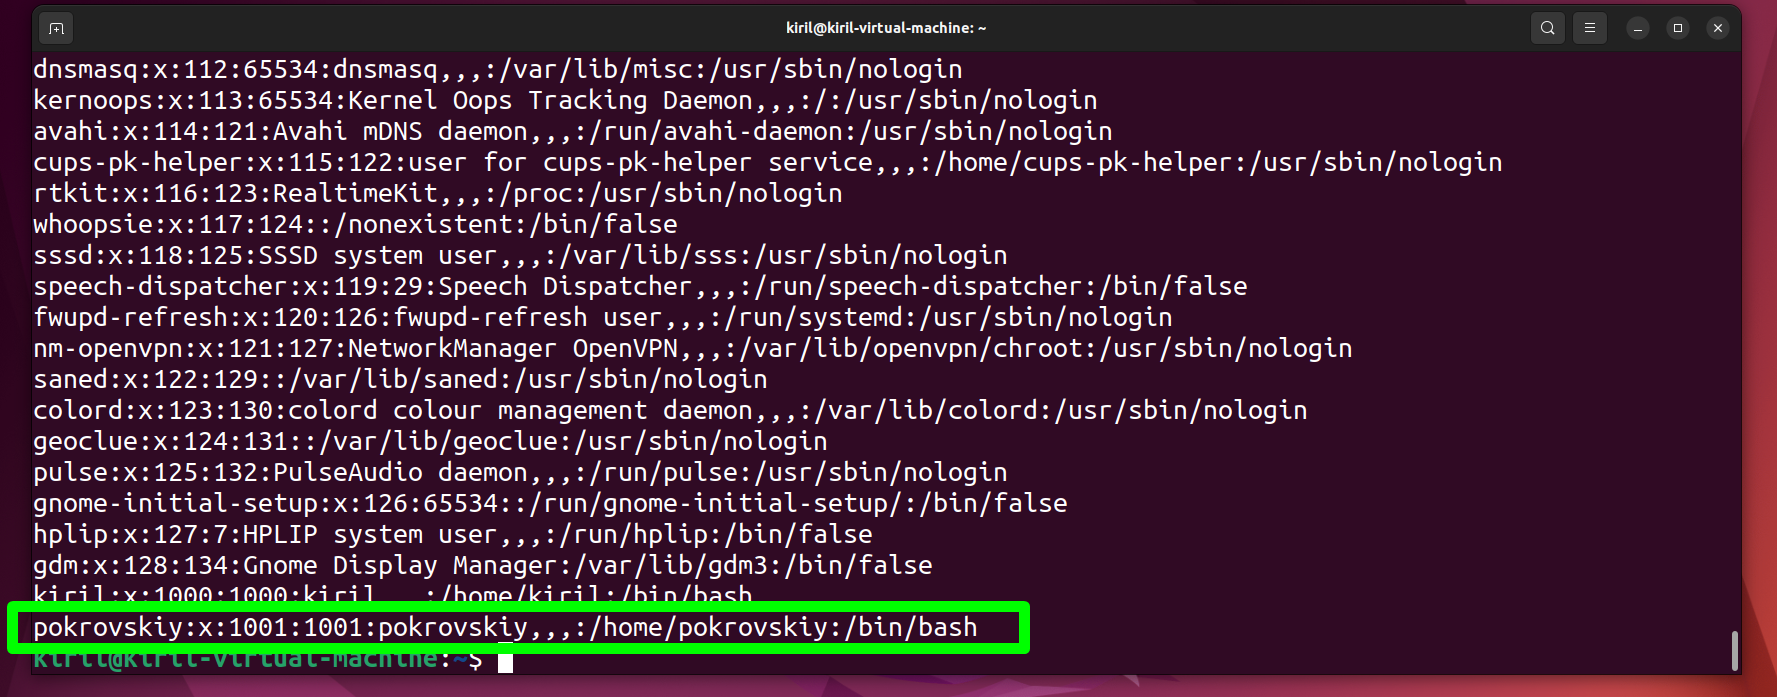 kiril@kiril-virtual-machine: ~
dnsmasq:x:112:65534:dnsmasq,,,:/var/lib/misc:/usr/sbin/nologin
kernoops:x:113:65534:Kernel Oops Tracking Daemon,,,:/:/usr/sbin/nologin
avahi:x:114:121:Avahi mDNS daemon,,,:/run/avahi-daemon:/usr/sbin/nologin
cups-pk-helper:x:115:122:user for cups-pk-helper service,,,:/home/cups-pk-helper:/usr/sbin/nologin
rtkit:x:116:123:RealtimeKit,,,:/proc:/usr/sbin/nologin
whoopsie:x:117:124::/nonexistent:/bin/false
sssd:x:118:125:SSSD system user,,,:/var/lib/sss:/usr/sbin/nologin
speech-dispatcher:x:119:29:Speech Dispatcher,,,:/run/speech-dispatcher:/bin/false
fwupd-refresh:x:120:126:fwupd-refresh user,,,:/run/systemd:/usr/sbin/nologin
nm-openvpn:x:121:127:NetworkManager OpenVPN,,,:/var/lib/openvpn/chroot:/usr/sbin/nologin
saned:x:122:129::/var/lib/saned:/usr/sbin/nologin
colord:x:123:130:colord colour management daemon,,,:/var/lib/colord:/usr/sbin/nologin
geoclue:x:124:131::/var/lib/geoclue:/usr/sbin/nologin
pulse:x:125:132:PulseAudio daemon,,,:/run/pulse:/usr/sbin/nologin
gnome-initial-setup:x:126:65534::/run/gnome-initial-setup/:/bin/false
hplip:x:127:7:HPLIP system user,,,:/run/hplip:/bin/false
gdm:x:128:134:Gnome Display Manager:/var/lib/gdm3:/bin/false
kiril:x:1000:1000:kiril,,,:/home/kiril:/bin/bash
pokrovskiy:x:1001:1001:pokrovskiy,,,:/home/pokrovskiy:/bin/bash
kiril@kiril-virtual-machine:~$